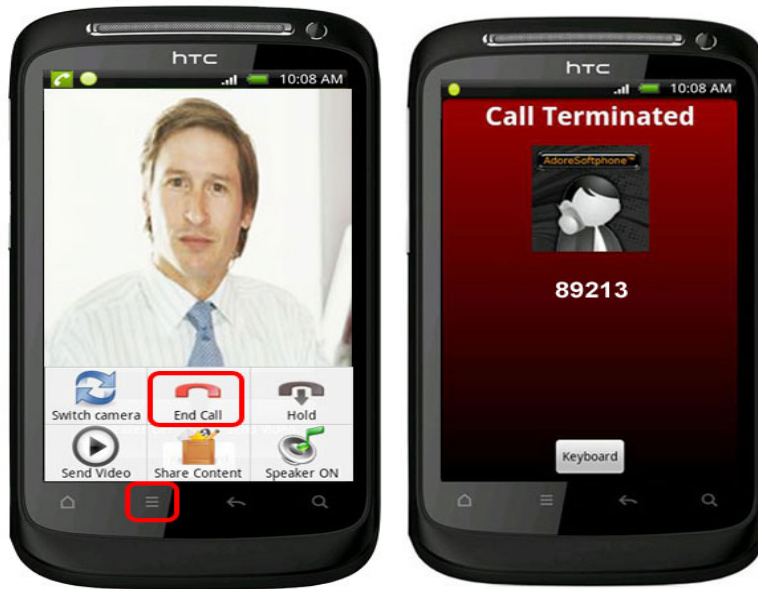 hTC
10:08 AM
Switch camera
End Call
Hold
Send Video
Share Content
Speaker ON
hTC
10:08 AM
Call Terminated
AdoreSoftphone™
89213
Keyboard